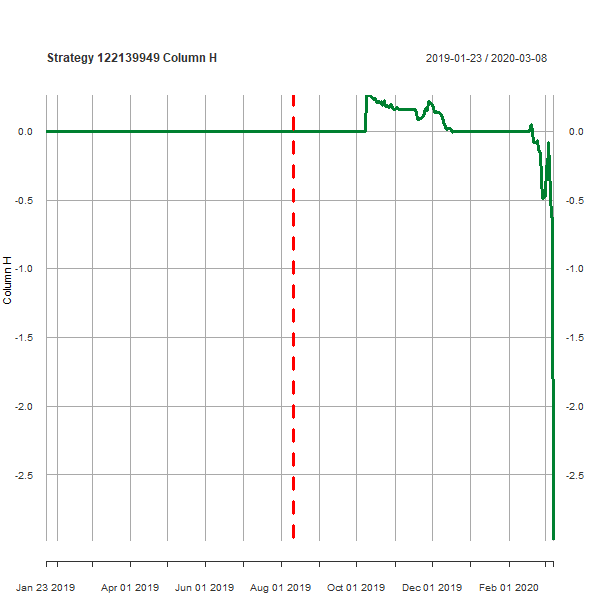 Strategy 122139949 Column H
2019-01-23 / 2020-03-08
0.0
0.0
-0.5
-0.5
-1.0
-1.0
Column H
-1.5
-1.5
-2.0
-2.0
-2.5
-2.5
Jan 23 2019
Apr 01 2019
Jun 01 2019
Aug 01 2019
Oct 01 2019
Dec 01 2019
Feb 01 2020